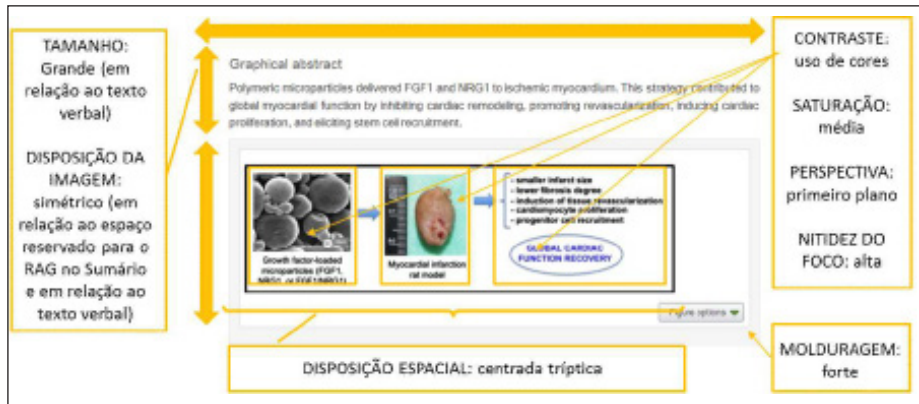 TAMANHO:
Grande (em
relação ao texto
verbal)
DISPOSIÇÃO DA
IMAGEM:
simétrico (em
relação ao espaço
reservado para o
RAG no Sumário
e em relação ao
texto verbal)
Graphical abstract
Polymeric microparticles delivered FGF1 and NRG1 to ischemic myocardium. This strategy contributed to
global myocardial function by inhibiting cardiac remodeling, promoting revascularization, inducing cardiac
proliferation, and eliciting stem cell recruitment.
Growth factor-loaded
microparticles (FGF1,
NRG1, or FGF1/NRG1)
Myocardial infarction
rat model
- smaller infarct size
- lower fibrosis degree
- induction of tissue revascularization
- cardiomyocyte proliferation
- progenitor cell recruitment
GLOBAL CARDIAC
FUNCTION RECOVERY
Figure options
CONTRASTE:
uso de cores
SATURAÇÃO:
média
PERSPECTIVA:
primeiro plano
NITIDEZ DO
FOCO: alta
MOLDURAGEM:
forte
DISPOSIÇÃO ESPACIAL: centrada tríptica